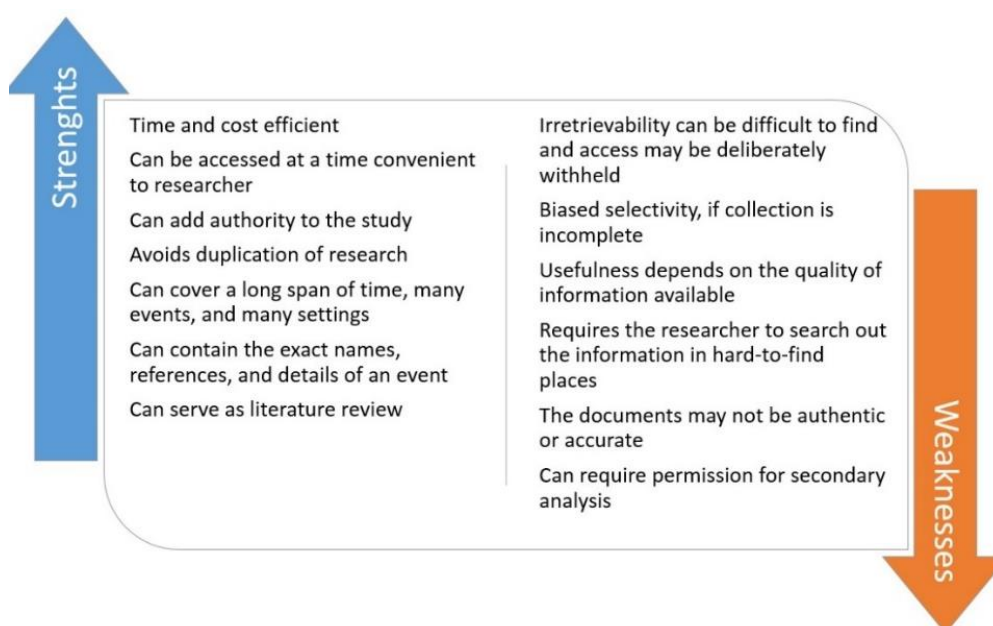 Strenghts
Time and cost efficient
Can be accessed at a time convenient
to researcher
Can add authority to the study
Avoids duplication of research
Can cover a long span of time, many
events, and many settings
Can contain the exact names,
references, and details of an event
Can serve as literature review
Irretrievability can be difficult to find
and access may be deliberately
withheld
Biased selectivity, if collection is
incomplete
Usefulness depends on the quality of
information available
Requires the researcher to search out
the information in hard-to-find
places
The documents may not be authentic
or accurate
Can require permission for secondary
analysis
Weaknesses